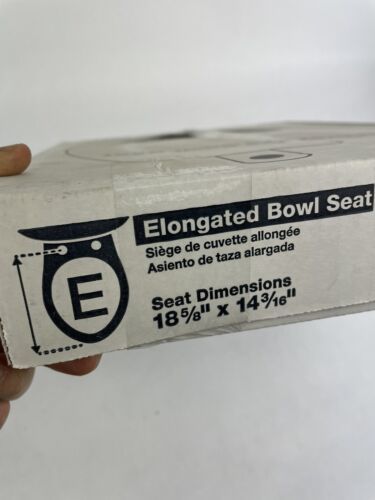 E
Elongated Bowl Seat
Siège de cuvette allongée
Asiento de taza alargada
Seat Dimensions
18 5/8" x 14 3/16"